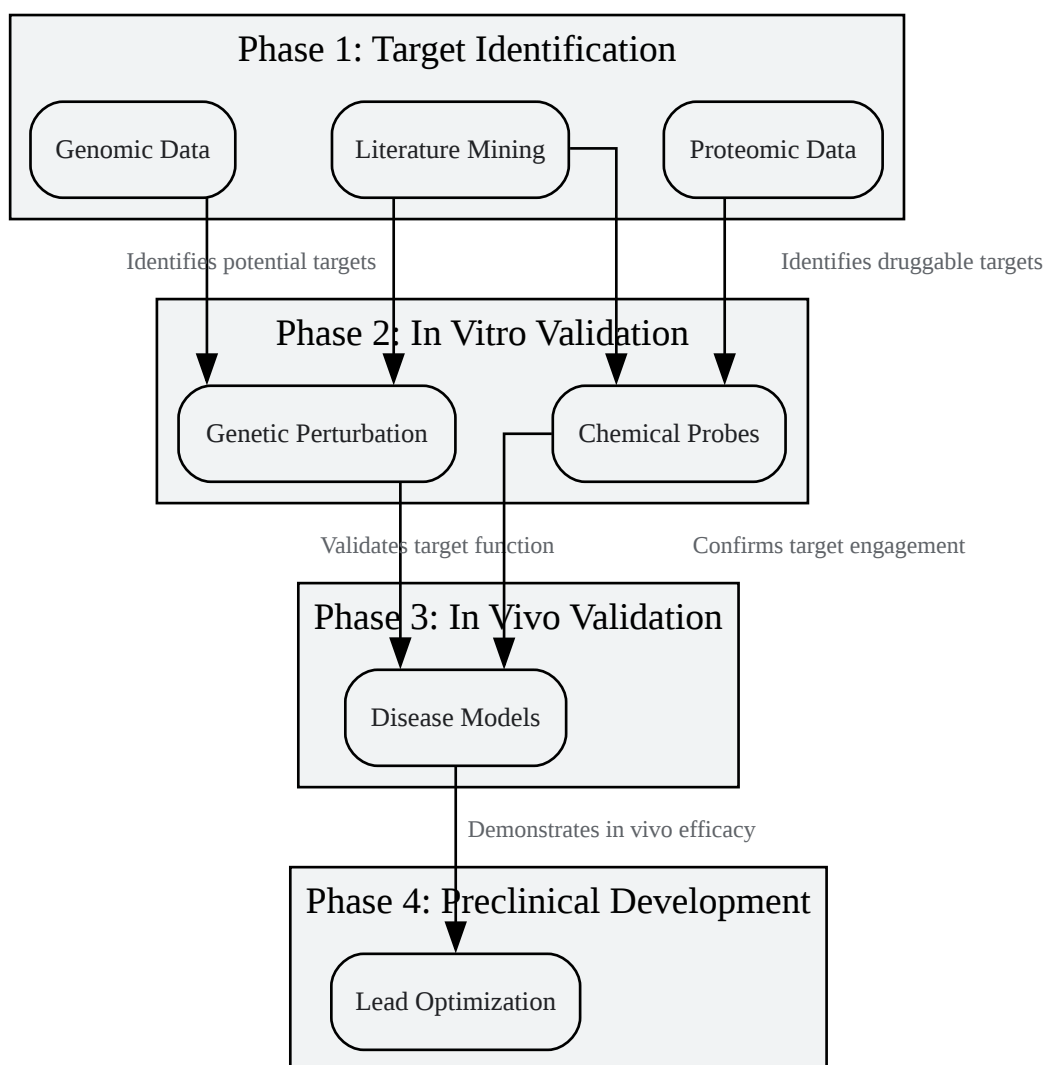 Phase 1: Target Identification
Genomic Data
Literature Mining
Proteomic Data
Identifies potential targets
Identifies druggable targets
Phase 2: In Vitro Validation
Genetic Perturbation
Chemical Probes
Validates target function
Confirms target engagement
Phase 3: In Vivo Validation
Disease Models
Demonstrates in vivo efficacy
Phase 4: Preclinical Development
Lead Optimization